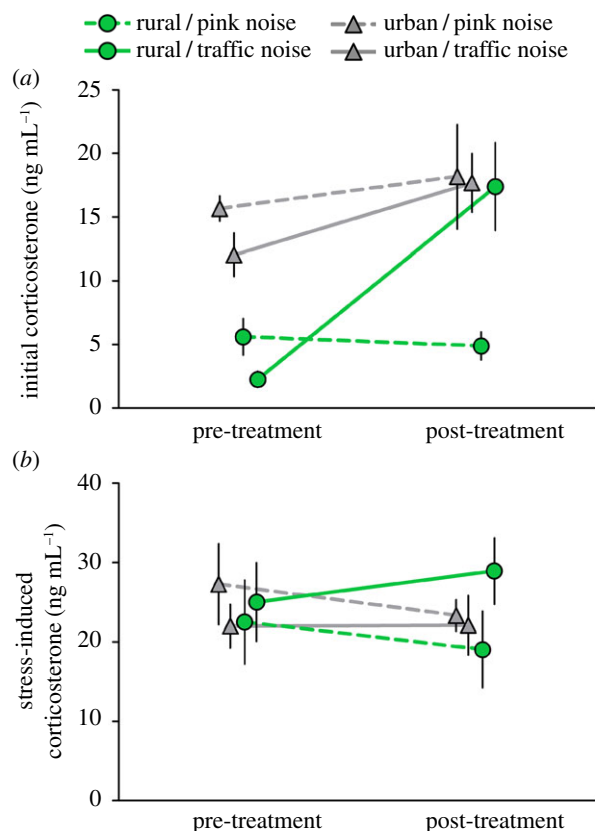 rural / pink noise urban / pink noise
rural / traffic noise urban / traffic noise
(a)
25
20
15
10
5
0
initial corticosterone (ng mL⁻¹)
pre-treatment post-treatment
(b)
40
30
20
10
0
stress-induced
corticosterone (ng mL⁻¹)
pre-treatment post-treatment